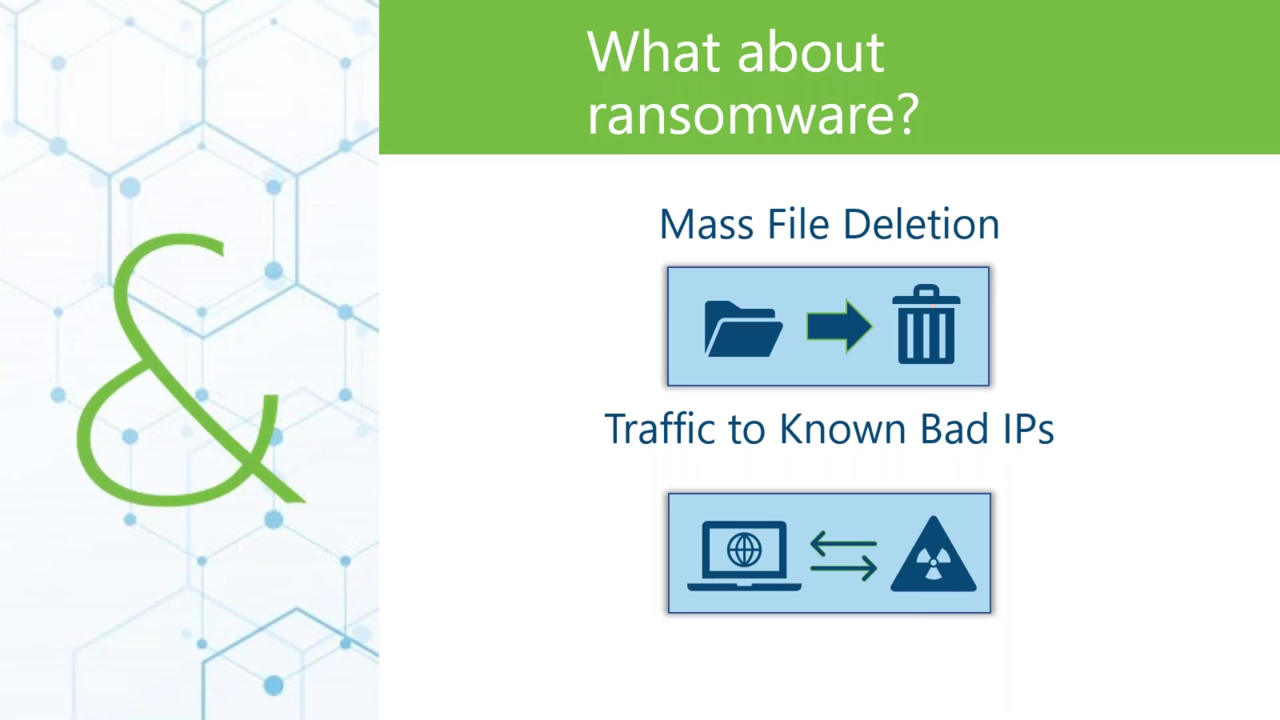 What about
ransomware?
Mass File Deletion
Traffic to Known Bad IPs
&